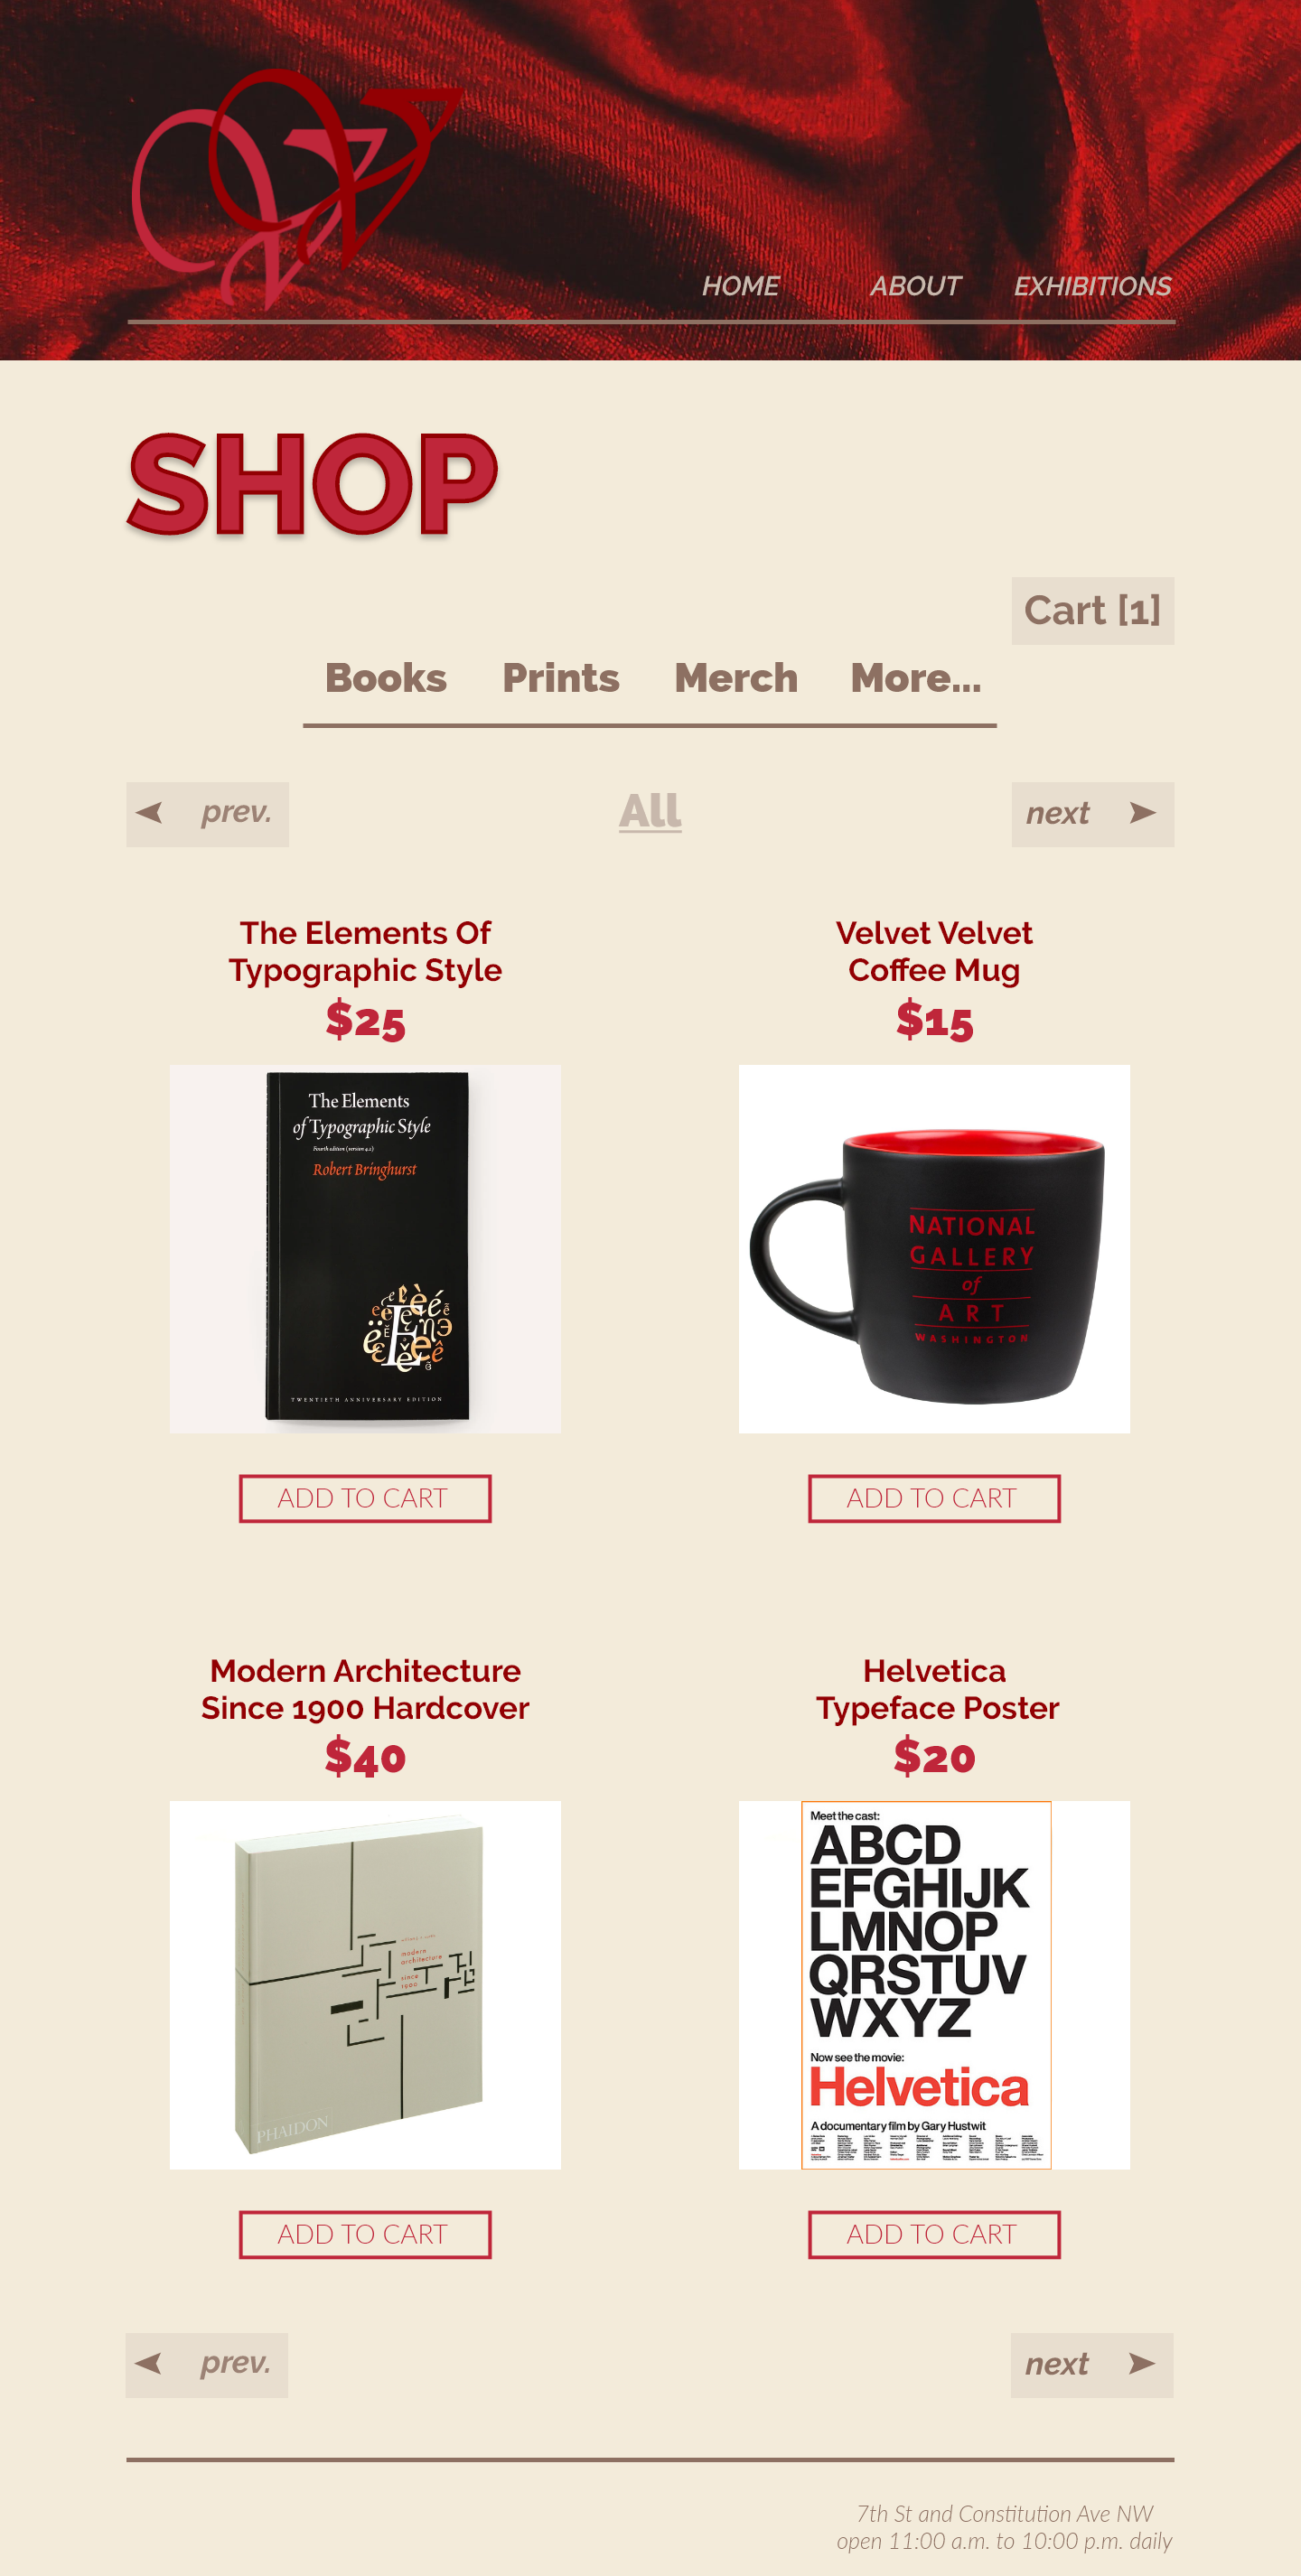 VV
HOME ABOUT EXHIBITIONS
SHOP
Cart [1]
Books Prints Merch More...
prev. All next
The Elements Of
Typographic Style
$25
The Elements
of Typographic Style
Fourth edition (version 4.2)
Robert Bringhurst
TWENTIETH ANNIVERSARY EDITION
ADD TO CART
Velvet Velvet
Coffee Mug
$15
NATIONAL
GALLERY
of
ART
WASHINGTON
ADD TO CART
Modern Architecture
Since 1900 Hardcover
$40
modern
architecture
since
1900
PHAIDON
ADD TO CART
Helvetica
Typeface Poster
$20
Meet the cast:
ABCD
EFGHIJK
LMNOP
QRSTUV
WXYZ
Now see the movie:
Helvetica
A documentary film by Gary Hustwit
ADD TO CART
prev. next
7th St and Constitution Ave NW
open 11:00 a.m. to 10:00 p.m. daily